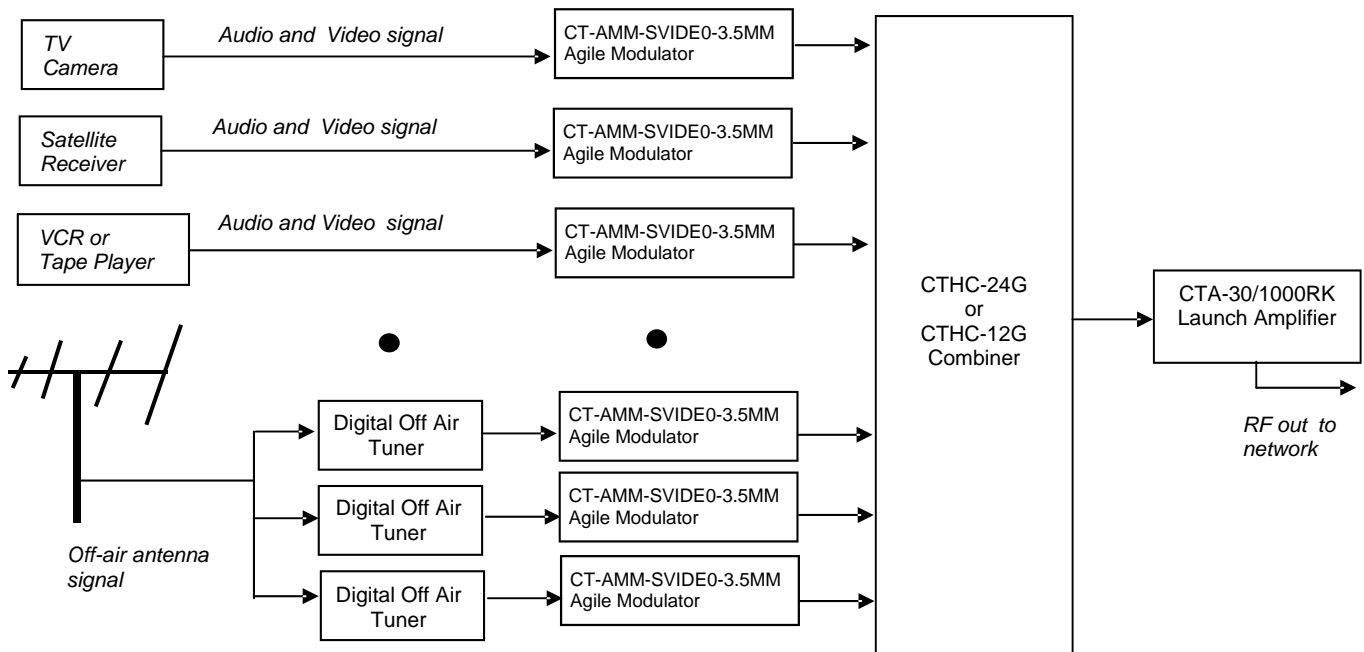 TV
Camera
Audio and Video signal
CT-AMM-SVIDE0-3.5MM
Agile Modulator
Satellite
Receiver
Audio and Video signal
CT-AMM-SVIDE0-3.5MM
Agile Modulator
VCR or
Tape Player
Audio and Video signal
CT-AMM-SVIDE0-3.5MM
Agile Modulator
CTHC-24G
or
CTHC-12G
Combiner
CTA-30/1000RK
Launch Amplifier
RF out to
network
Off-air antenna
signal
Digital Off Air
Tuner
CT-AMM-SVIDE0-3.5MM
Agile Modulator
Digital Off Air
Tuner
CT-AMM-SVIDE0-3.5MM
Agile Modulator
Digital Off Air
Tuner
CT-AMM-SVIDE0-3.5MM
Agile Modulator